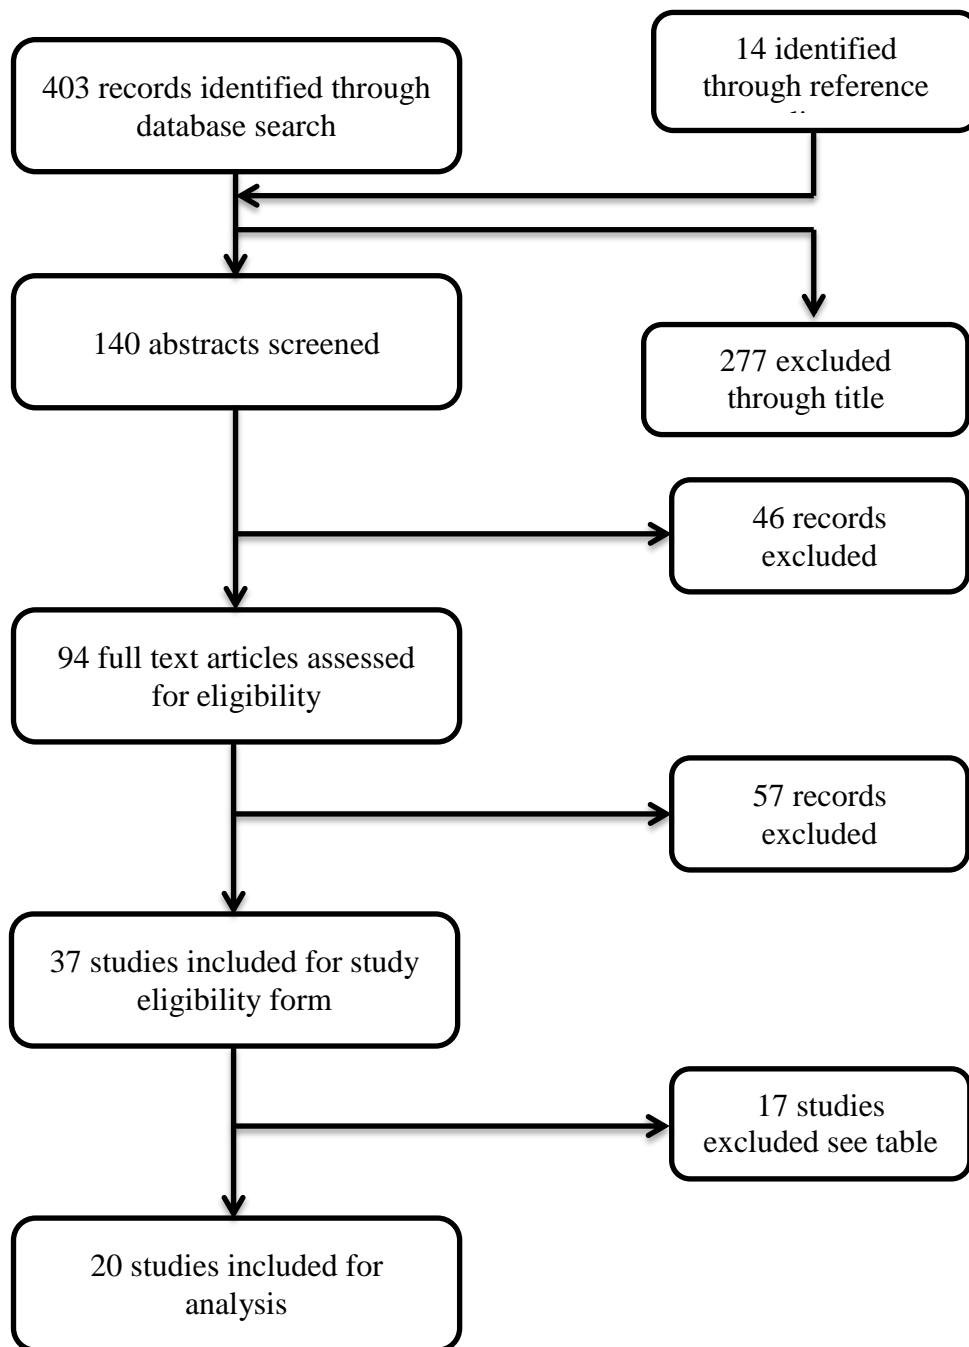 403 records identified through
database search
14 identified
through reference
140 abstracts screened
277 excluded
through title
46 records
excluded
94 full text articles assessed
for eligibility
57 records
excluded
37 studies included for study
eligibility form
17 studies
excluded see table
20 studies included for
analysis